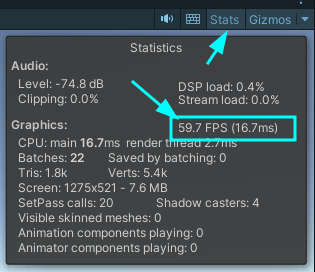 Stats Gizmos
Statistics
Audio:
Level: -74.8 dB DSP load: 0.4%
Clipping: 0.0% Stream load: 0.0%
Graphics: 59.7 FPS (16.7ms)
CPU: main 16.7ms render thread 2.7ms
Batches: 22 Saved by batching: 0
Tris: 1.8k Verts: 5.4k
Screen: 1275x521 - 7.6 MB
SetPass calls: 20 Shadow casters: 4
Visible skinned meshes: 0
Animation components playing: 0
Animator components playing: 0